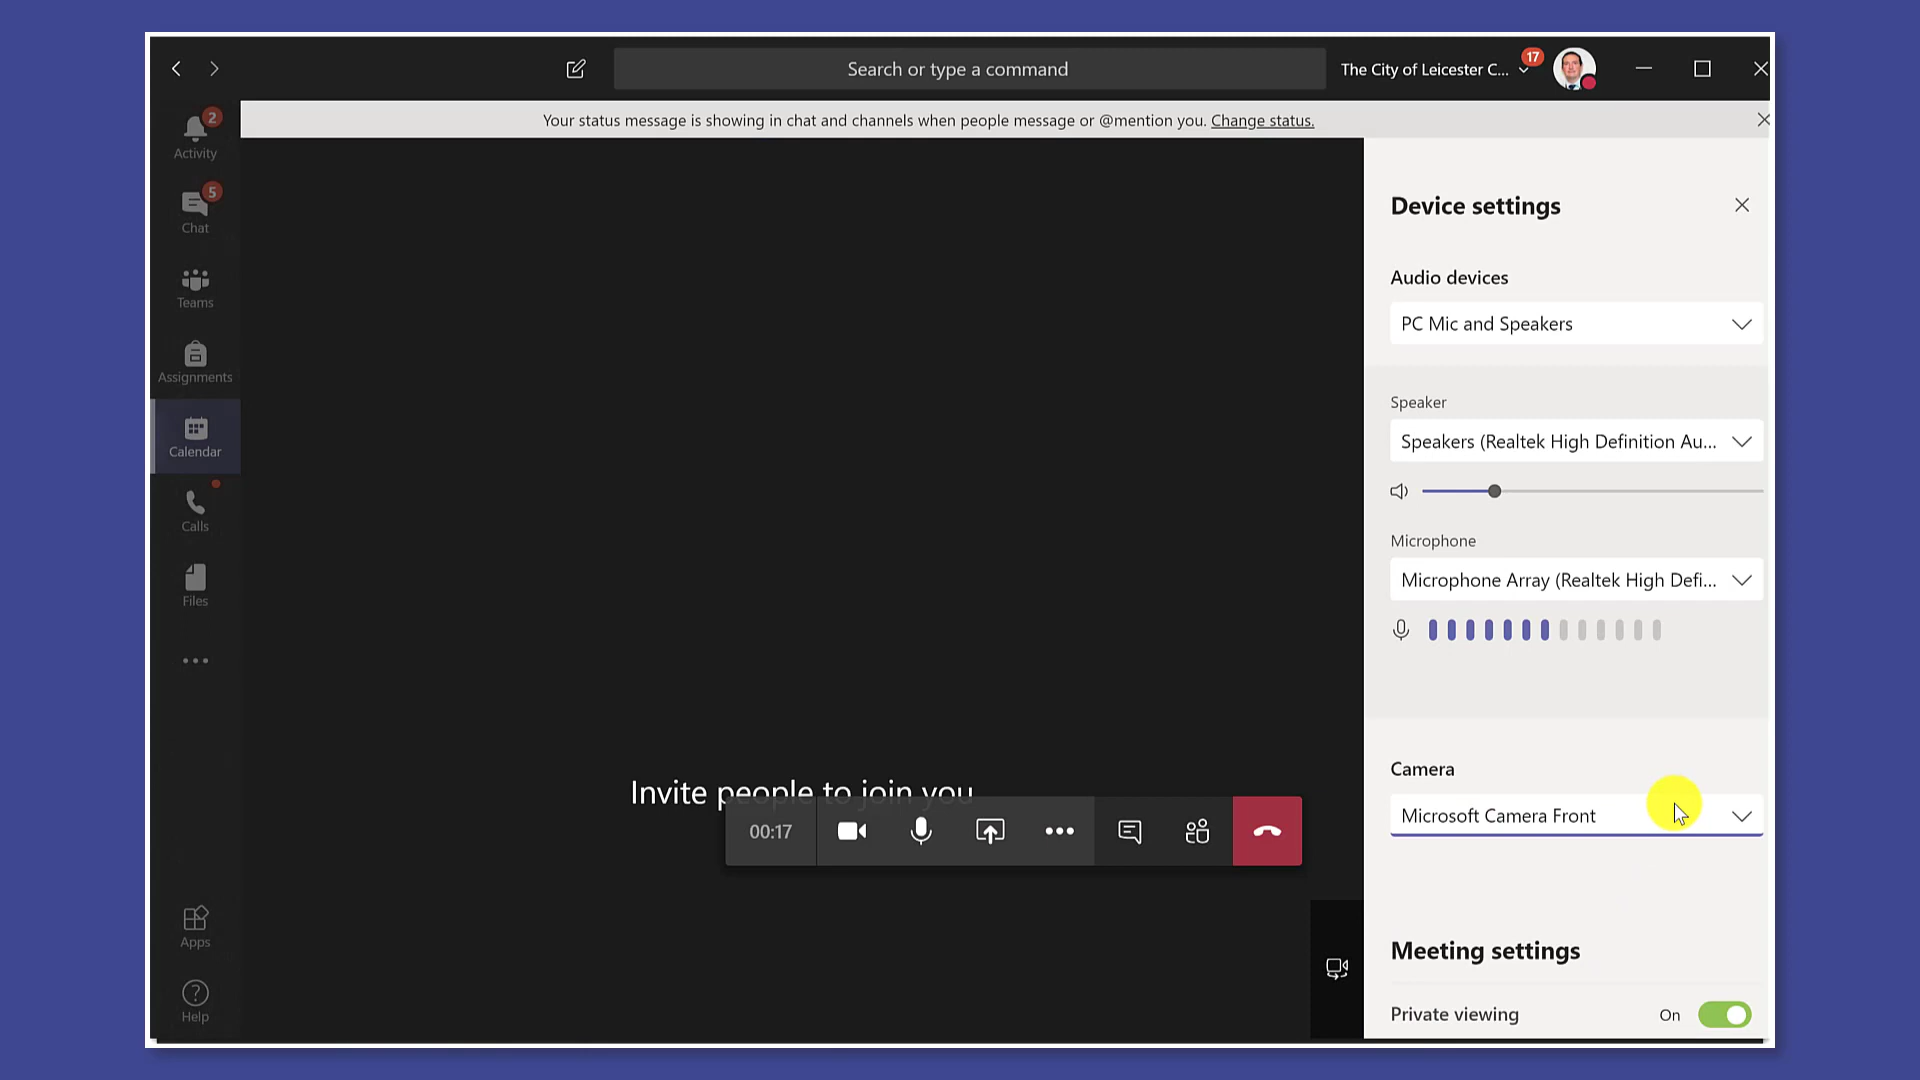 Search or type a command
The City of Leicester C...
17
Your status message is showing in chat and channels when people message or @mention you. Change status.
2
Activity
5
Chat
Teams
Assignments
Calendar
Calls
Files
Apps
Help
Invite people to join you
00:17
Device settings
Audio devices
PC Mic and Speakers
Speaker
Speakers (Realtek High Definition Au...
Microphone
Microphone Array (Realtek High Defi...
Camera
Microsoft Camera Front
Meeting settings
Private viewing
On